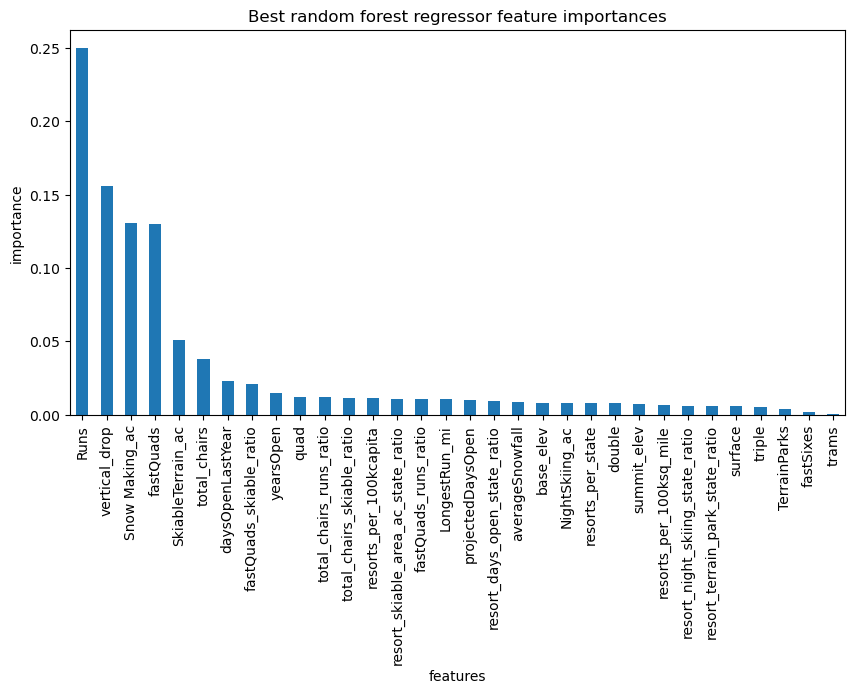 Best random forest regressor feature importances
0.25
0.20
0.15
0.10
0.05
0.00
importance
Runs
vertical_drop
Snow Making_ac
fastQuads
SkiableTerrain_ac
total_chairs
daysOpenLastYear
fastQuads_skiable_ratio
yearsOpen
quad
total_chairs_runs_ratio
total_chairs_skiable_ratio
resorts_per_100kcapita
resort_skiable_area_ac_state_ratio
fastQuads_runs_ratio
LongestRun_mi
projectedDaysOpen
resort_days_open_state_ratio
averageSnowfall
base_elev
NightSkiing_ac
resorts_per_state
double
summit_elev
resorts_per_100ksq_mile
resort_night_skiing_state_ratio
resort_terrain_park_state_ratio
surface
triple
TerrainParks
fastSixes
trams
features